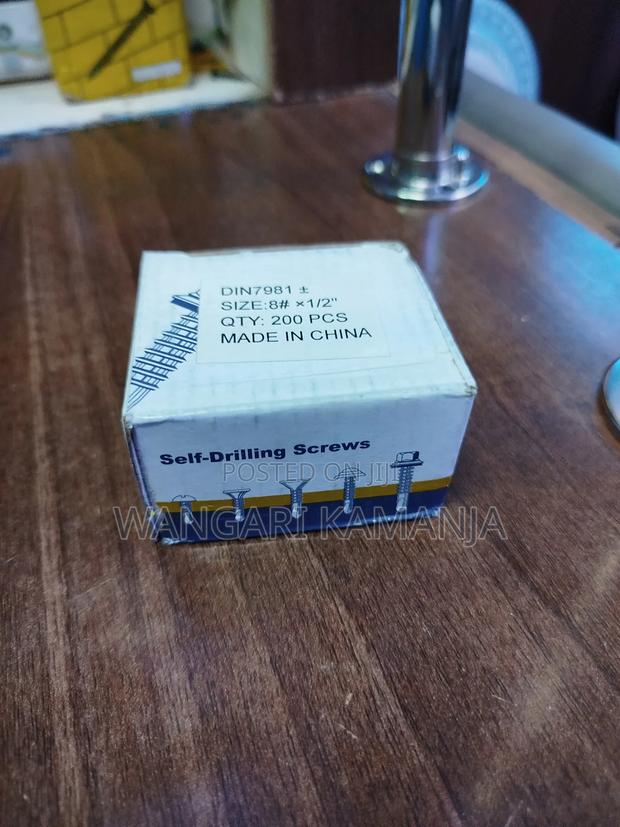 DIN7981 ±
SIZE:8# ×1/2"
QTY: 200 PCS
MADE IN CHINA
Self-Drilling Screws
POSTED ON JIJI
WANGARI KAMANJA